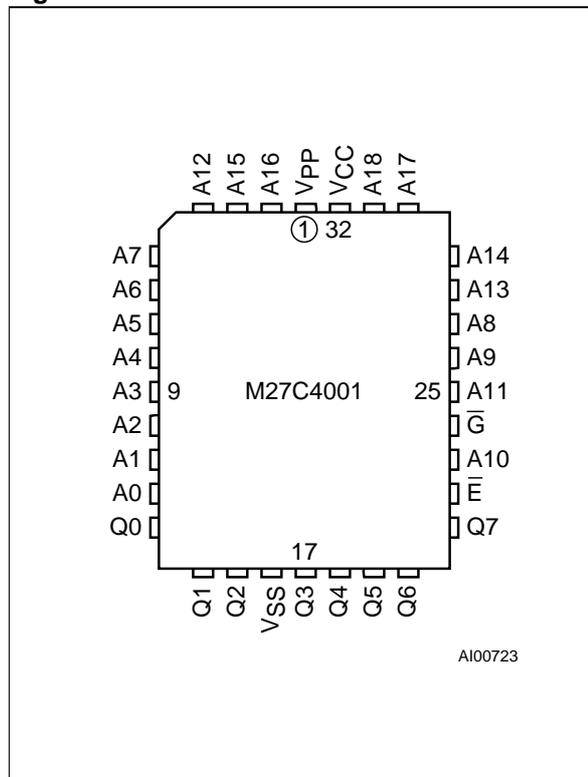 A12 A15 A16 VPP VCC A18 A17
1 32
A7 A14
A6 A13
A5 A8
A4 A9
A3 9 M27C4001 25 A11
A2 G̅
A1 A10
A0 E̅
Q0 Q7
17
Q1 Q2 VSS Q3 Q4 Q5 Q6
AI00723